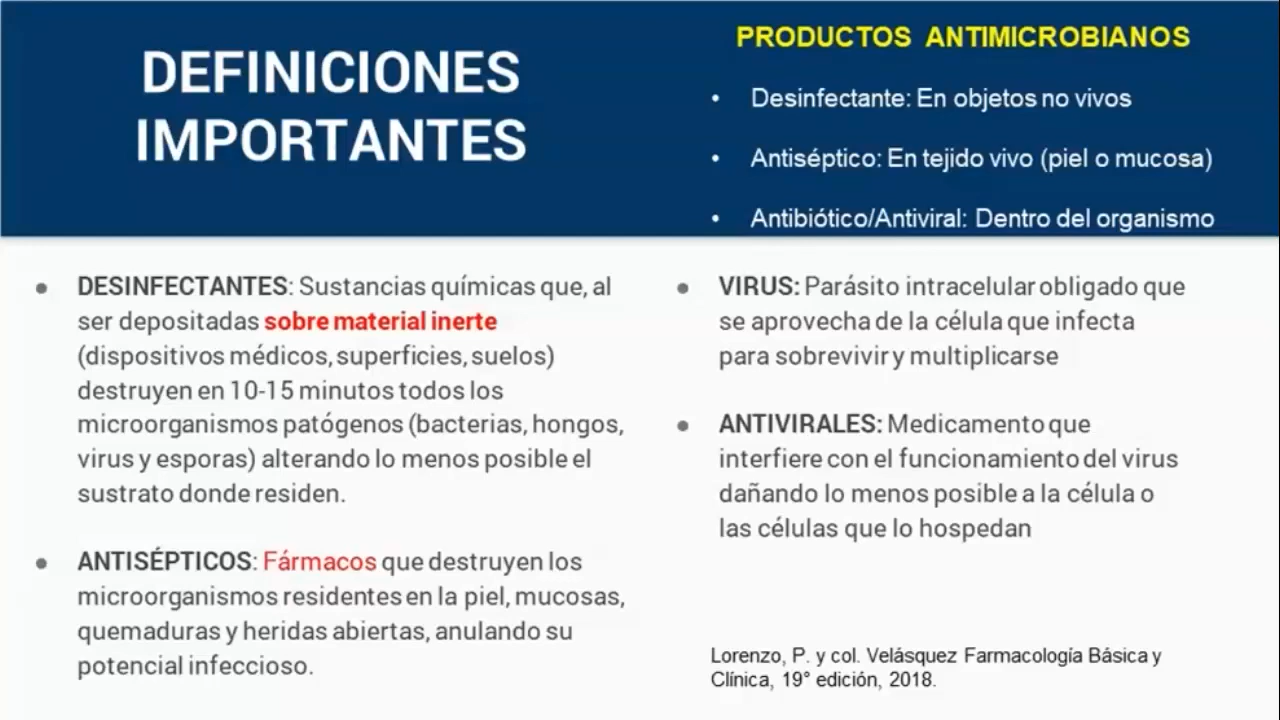 DEFINICIONES
IMPORTANTES
PRODUCTOS ANTIMICROBIANOS
• Desinfectante: En objetos no vivos
• Antiséptico: En tejido vivo (piel o mucosa)
• Antibiótico/Antiviral: Dentro del organismo
● DESINFECTANTES: Sustancias químicas que, al
ser depositadas sobre material inerte
(dispositivos médicos, superficies, suelos)
destruyen en 10-15 minutos todos los
microorganismos patógenos (bacterias, hongos,
virus y esporas) alterando lo menos posible el
sustrato donde residen.
● ANTISÉPTICOS: Fármacos que destruyen los
microorganismos residentes en la piel, mucosas,
quemaduras y heridas abiertas, anulando su
potencial infeccioso.
● VIRUS: Parásito intracelular obligado que
se aprovecha de la célula que infecta
para sobrevivir y multiplicarse
● ANTIVIRALES: Medicamento que
interfiere con el funcionamiento del virus
dañando lo menos posible a la célula o
las células que lo hospedan
Lorenzo, P. y col. Velásquez Farmacología Básica y
Clínica, 19° edición, 2018.